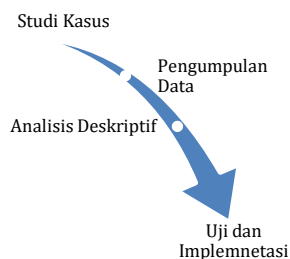 Studi Kasus
Pengumpulan
Data
Analisis Deskriptif
Uji dan
Implemnetasi